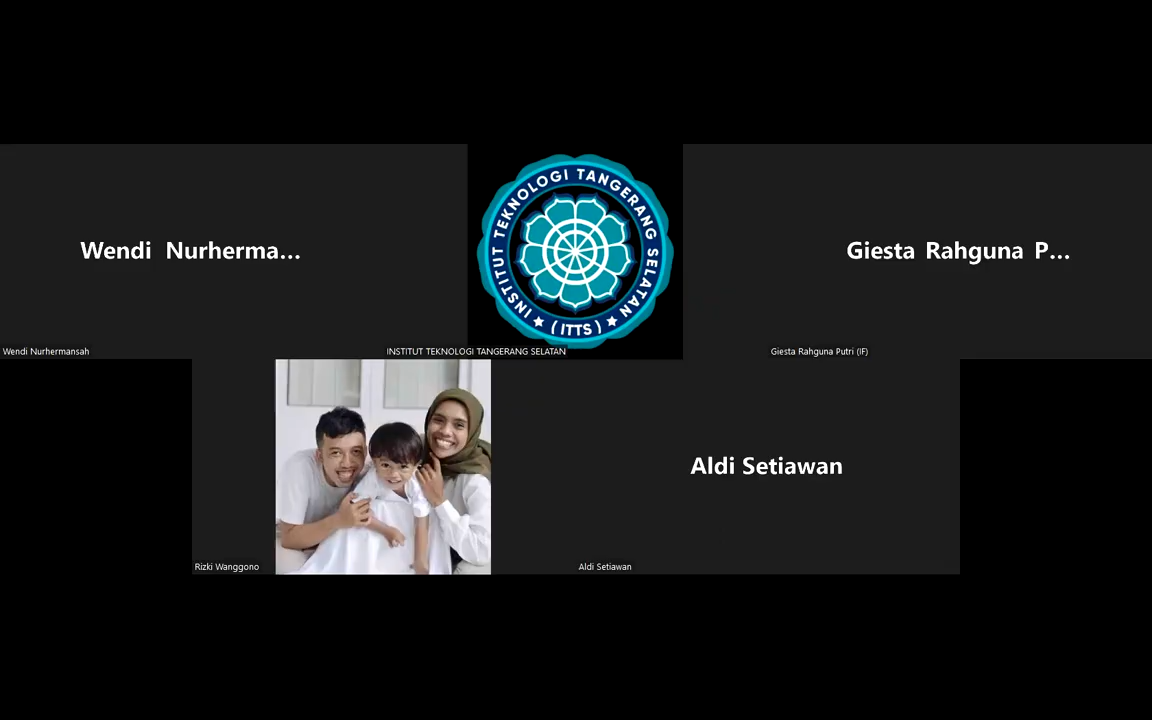 Wendi Nurherma...
INSTITUT TEKNOLOGI TANGERANG SELATAN
( ITTS )
Giesta Rahguna P...
Wendi Nurhermansah
INSTITUT TEKNOLOGI TANGERANG SELATAN
Giesta Rahguna Putri (IF)
Aldi Setiawan
Rizki Wanggono
Aldi Setiawan